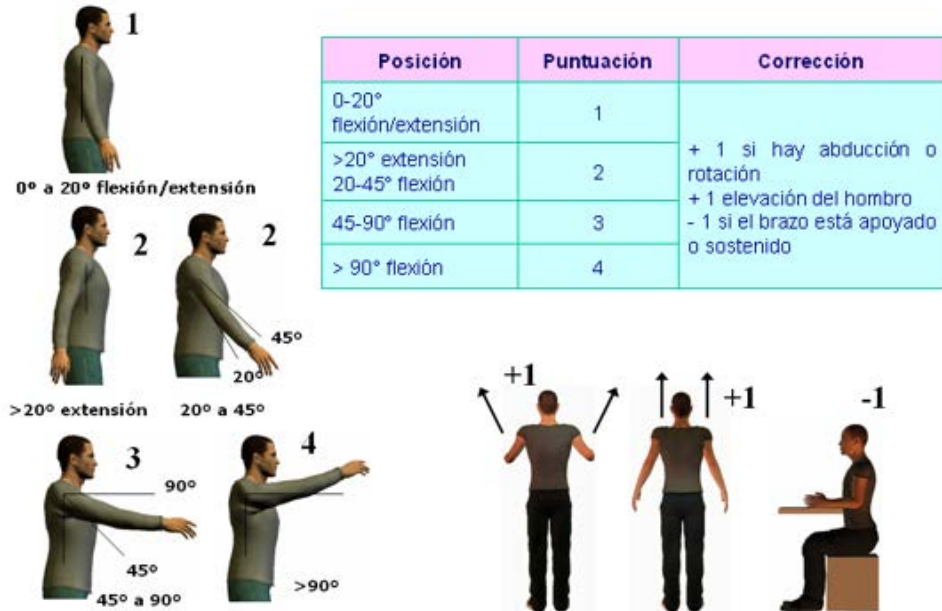 1
0º a 20º flexión/extensión
2
2
45º
20º
>20º extensión
20º a 45º
3
90º
45º
45º a 90º
4
>90º
Posición
Puntuación
Corrección
0-20°
flexión/extensión
1
>20° extensión
20-45° flexión
2
45-90° flexión
3
> 90° flexión
4
+ 1 si hay abducción o
rotación
+ 1 elevación del hombro
- 1 si el brazo está apoyado
o sostenido
+1
+1
-1